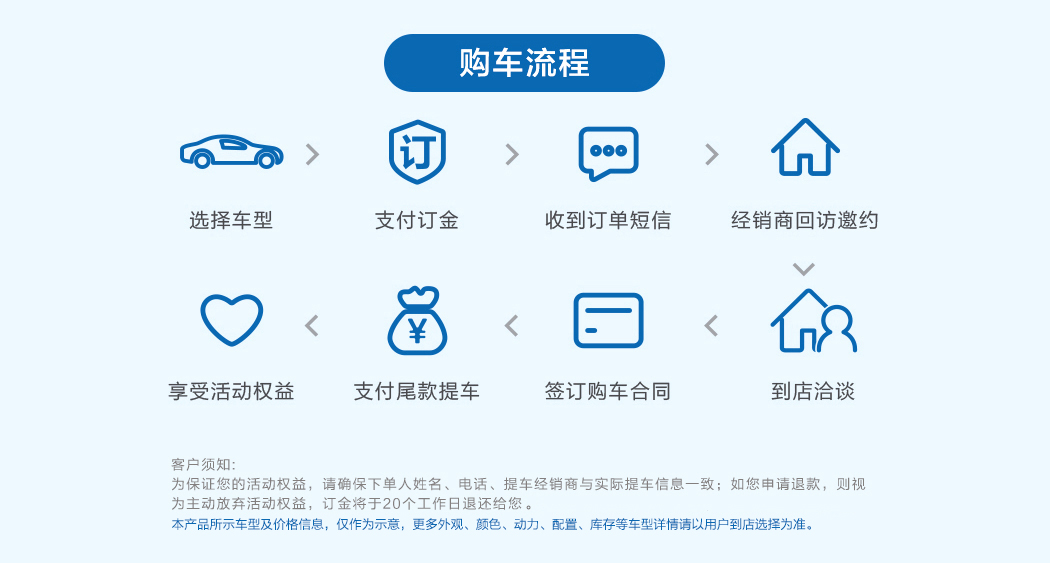 购车流程
订
选择车型
支付订金
收到订单短信
经销商回访邀约
¥
享受活动权益
支付尾款提车
签订购车合同
到店洽谈
客户须知:
为保证您的活动权益，请确保下单人姓名、电话、提车经销商与实际提车信息一致；如您申请退款，则视
为主动放弃活动权益，订金将于20个工作日退还给您。
本产品所示车型及价格信息，仅作为示意，更多外观、颜色、动力、配置、库存等车型详情请以用户到店选择为准。